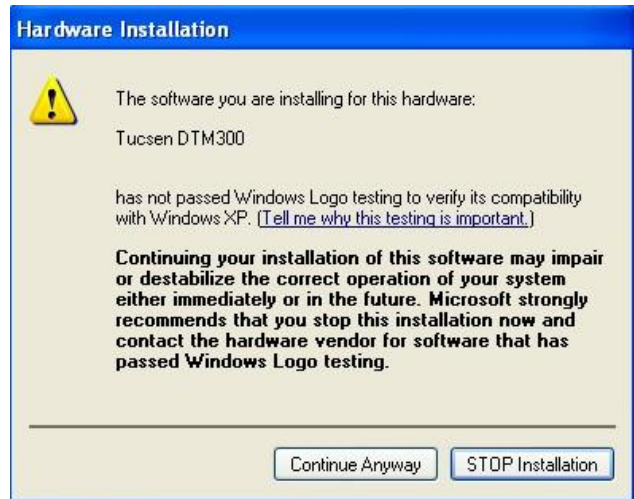 Hardware Installation
The software you are installing for this hardware:
Tucsen DTM300
has not passed Windows Logo testing to verify its compatibility
with Windows XP. (Tell me why this testing is important.)
Continuing your installation of this software may impair
or destabilize the correct operation of your system
either immediately or in the future. Microsoft strongly
recommends that you stop this installation now and
contact the hardware vendor for software that has
passed Windows Logo testing.
Continue Anyway
STOP Installation